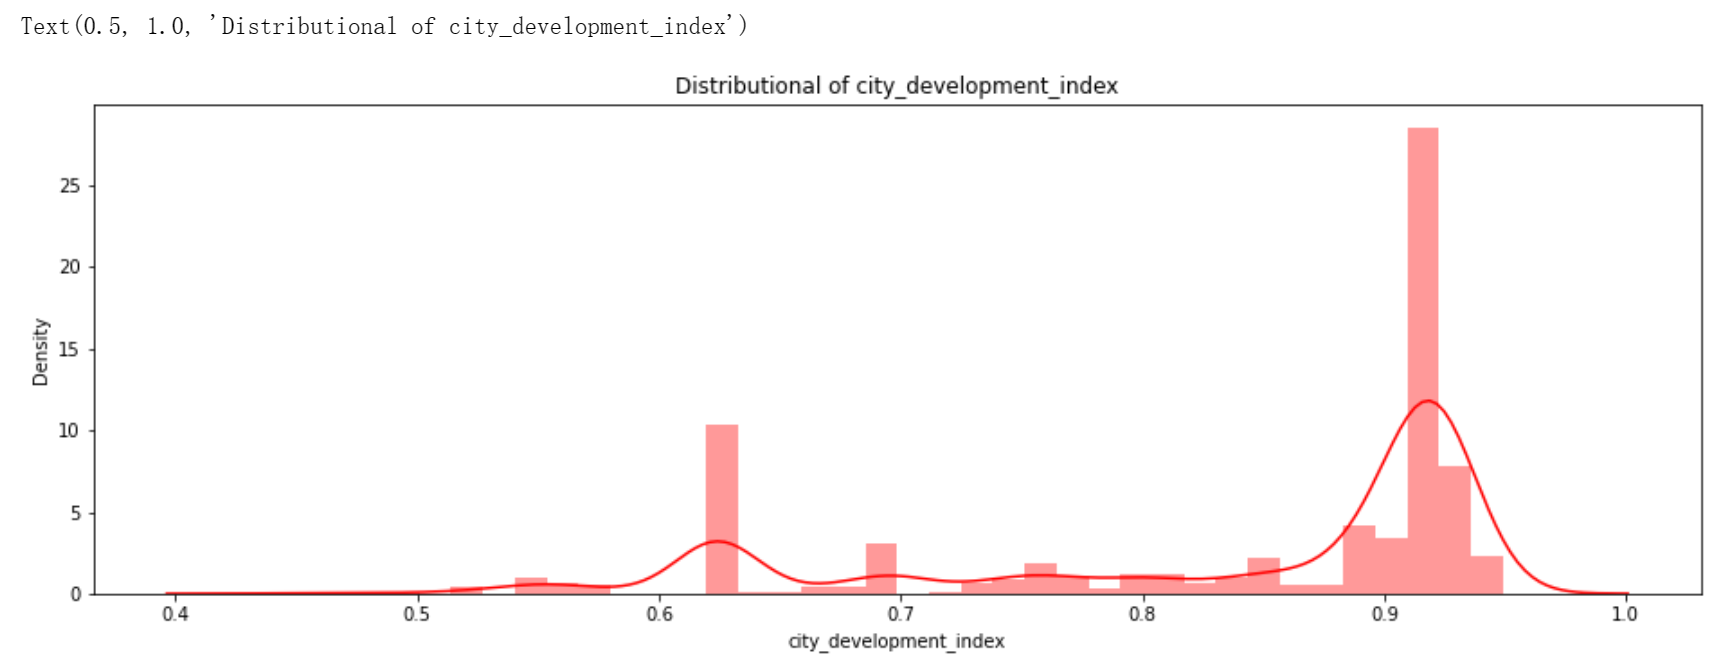 Text(0.5, 1.0, 'Distributional of city_development_index')
Distributional of city_development_index
25
20
15
10
5
0
Density
0.4 0.5 0.6 0.7 0.8 0.9 1.0
city_development_index